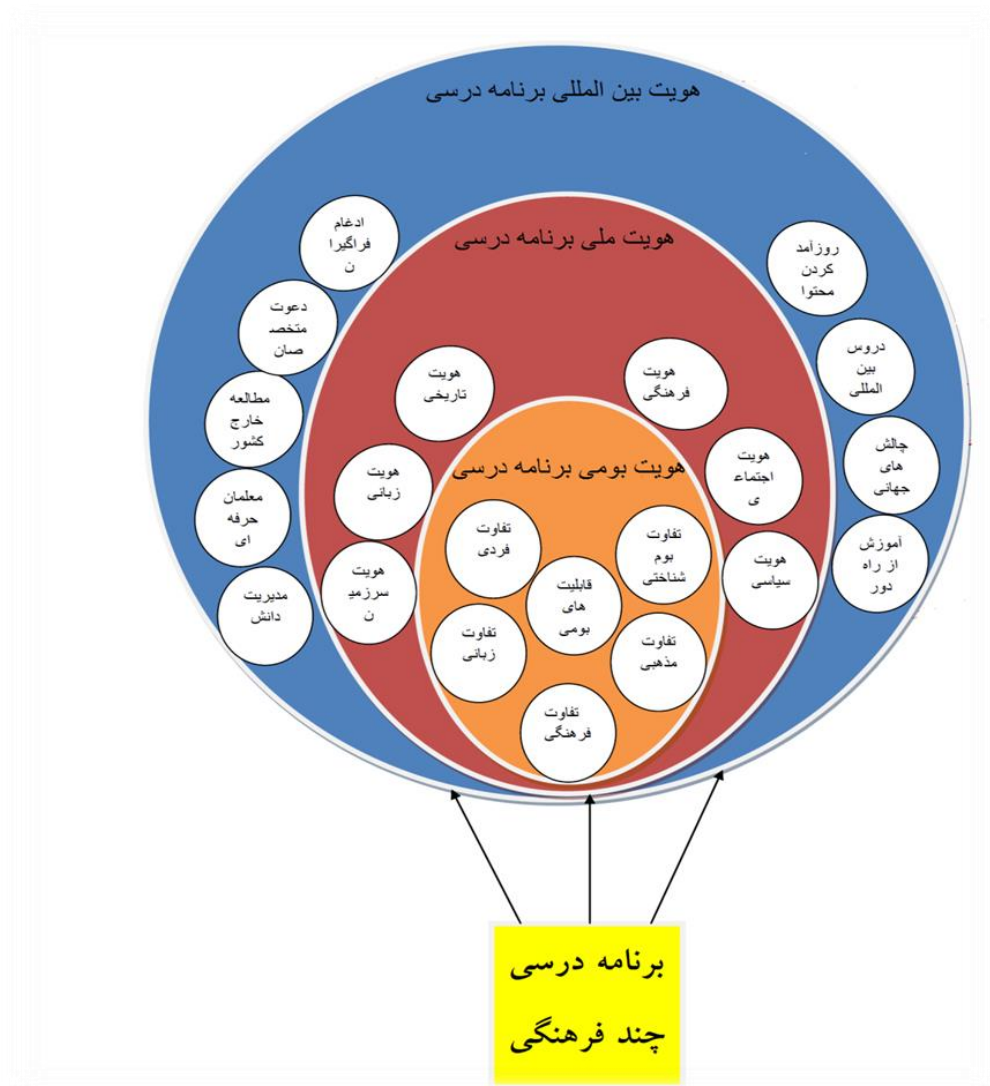 هویت بین المللی برنامه درسی
ادغام
فراگیرا
ن
دعوت
متخصـ
صان
مطالعه
خارج
کشور
معلمان
حرفه
ای
مدیریت
دانش
روزآمد
کردن
محتوا
دروس
بین
المللی
چالش
های
جهانی
آموزش
از راه
دور
هویت ملی برنامه درسی
هویت
تاریخی
هویت
زبانی
هویت
سرزمیـ
ن
هویت
فرهنگی
هویت
اجتماع
ی
هویت
سیاسی
هویت بومی برنامه درسی
تفاوت
فردی
تفاوت
بوم
شناختی
قابلیت
های
بومی
تفاوت
زبانی
تفاوت
مذهبی
تفاوت
فرهنگی
برنامه درسی
چند فرهنگی